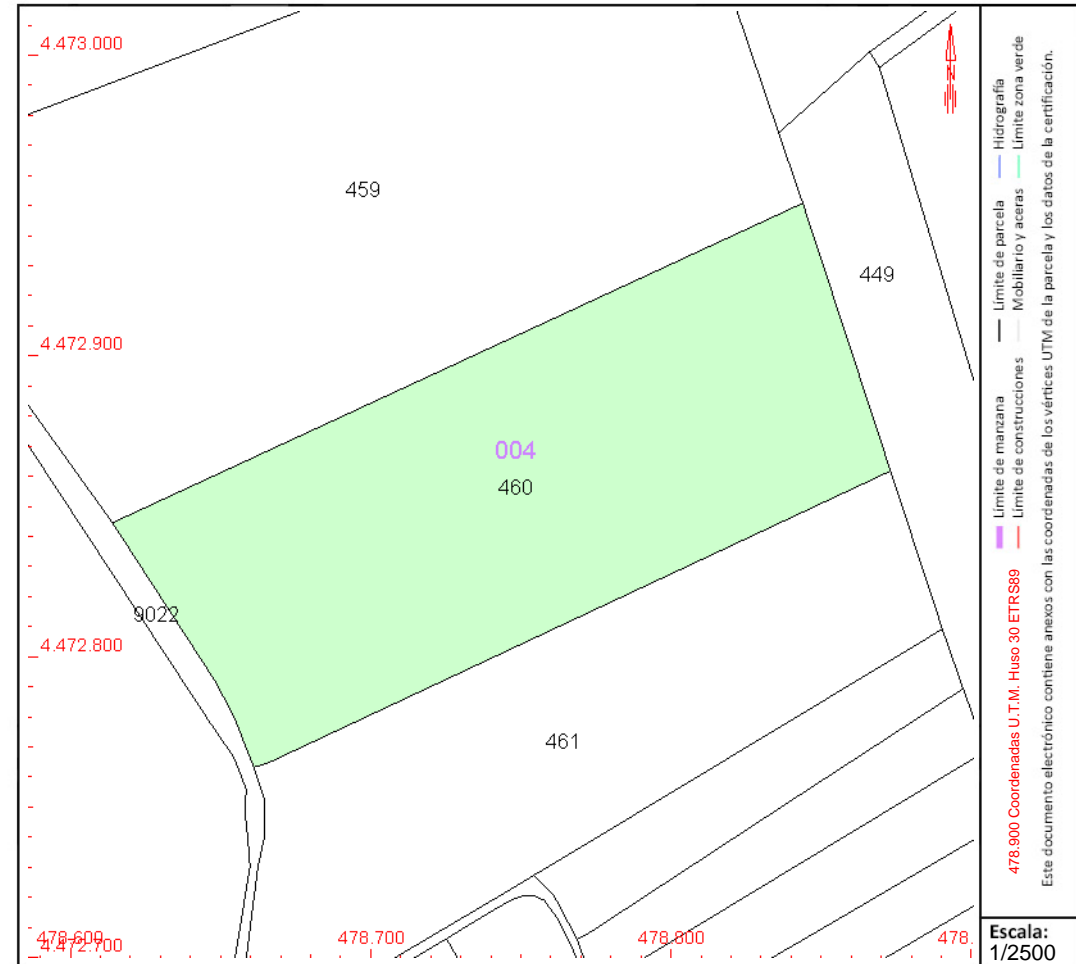 4.473.000
459
449
4.472.900
004
460
9022
4.472.800
461
478.600
4.472.700
478.700
478.800
478.
N
Límite de manzana
Límite de parcela
Hidrografía
Límite de construcciones
Mobiliario y aceras
Límite zona verde
478.900 Coordenadas U.T.M. Huso 30 ETRS89
Este documento electrónico contiene anexos con las coordenadas de los vértices UTM de la parcela y los datos de la certificación.
Escala:
1/2500